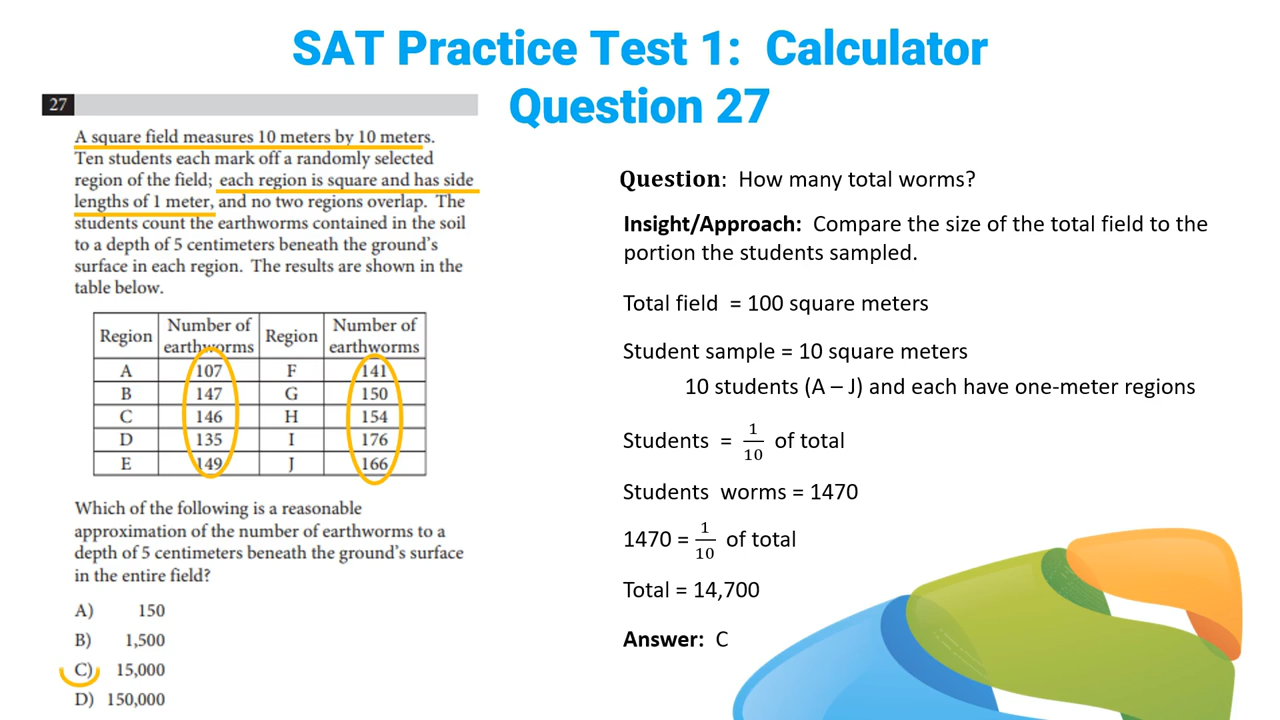 SAT Practice Test 1: Calculator
Question 27
27
A square field measures 10 meters by 10 meters.
Ten students each mark off a randomly selected
region of the field; each region is square and has side
lengths of 1 meter, and no two regions overlap. The
students count the earthworms contained in the soil
to a depth of 5 centimeters beneath the ground's
surface in each region. The results are shown in the
table below.
Region Number of earthworms Region Number of earthworms
A 107 F 141
B 147 G 150
C 146 H 154
D 135 I 176
E 149 J 166
Which of the following is a reasonable
approximation of the number of earthworms to a
depth of 5 centimeters beneath the ground's surface
in the entire field?
A) 150
B) 1,500
C) 15,000
D) 150,000
Question: How many total worms?
Insight/Approach: Compare the size of the total field to the
portion the students sampled.
Total field = 100 square meters
Student sample = 10 square meters
10 students (A – J) and each have one-meter regions
Students = 1/10 of total
Students worms = 1470
1470 = 1/10 of total
Total = 14,700
Answer: C